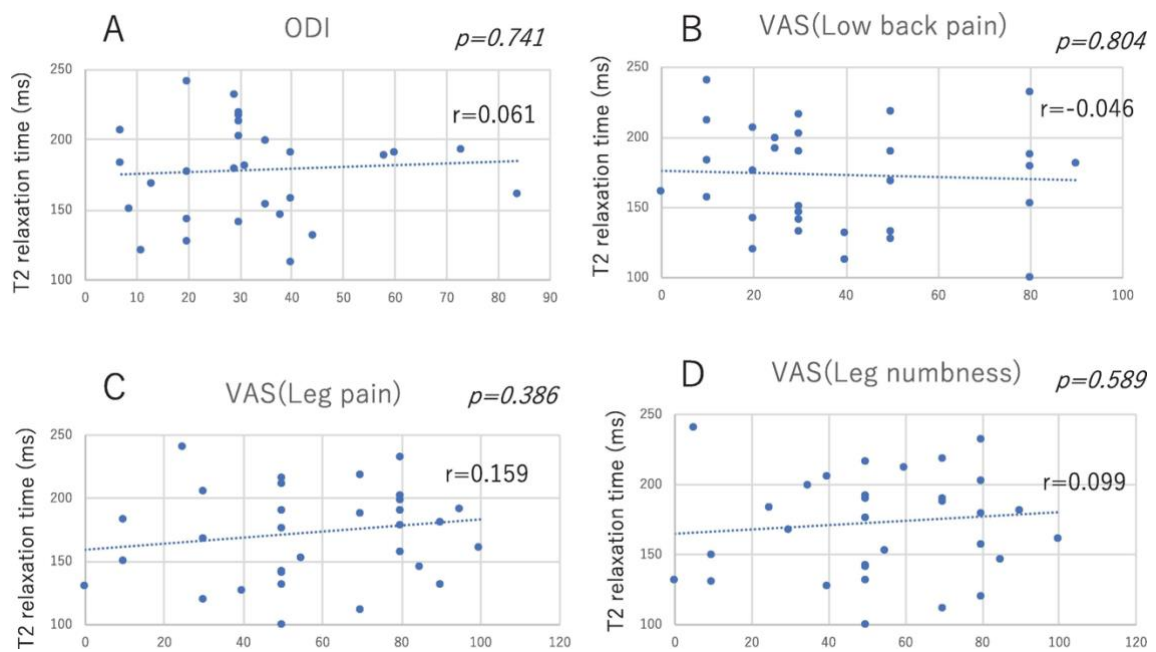 A
ODI
p=0.741
T2 relaxation time (ms)
250
200
150
100
r=0.061
0 10 20 30 40 50 60 70 80 90
B
VAS(Low back pain)
p=0.804
T2 relaxation time (ms)
250
200
150
100
r=-0.046
0 20 40 60 80 100
C
VAS(Leg pain)
p=0.386
T2 relaxation time (ms)
250
200
150
100
r=0.159
0 20 40 60 80 100 120
D
VAS(Leg numbness)
p=0.589
T2 relaxation time (ms)
250
200
150
100
r=0.099
0 20 40 60 80 100 120